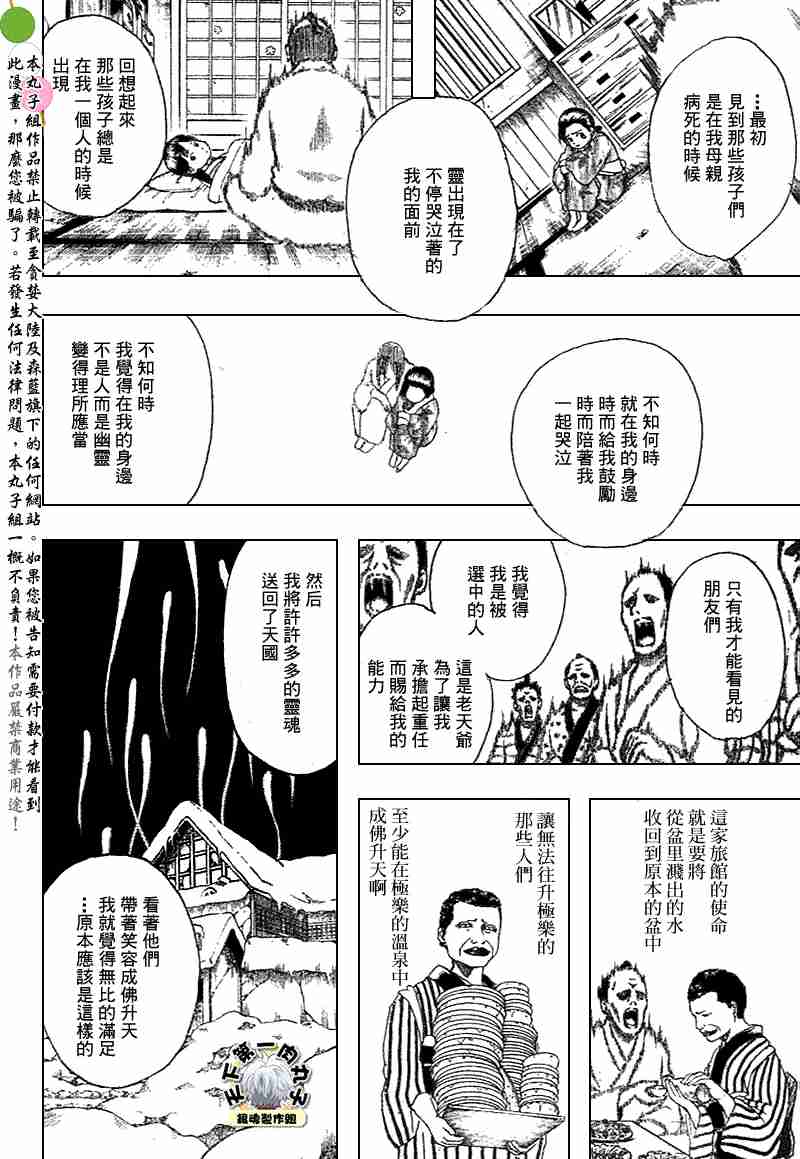 …最初
見到那些孩子們
是在我母親
病死的時候
靈出現在了
不停哭泣著的
我的面前
回想起來
那些孩子總是
在我一個人的時候
出現
不知何時
就在我的身邊
時而給我鼓勵
時而陪著我
一起哭泣
不知何時
我覺得在我的身邊
不是人而是幽靈
變得理所應當
只有我才能看見的
朋友們
我覺得
我是被
選中的人
這是老天爺
為了讓我
承擔起重任
而賜給我的
能力
然后
我將許許多多的靈魂
送回了天國
這家旅館的使命
就是要將
從盆里濺出的水
收回到原本的盆中
讓無法往升極樂的
那些人們
至少能在極樂的溫泉中
成佛升天啊
看著他們
帶著笑容成佛升天
我就覺得無比的滿足
…原本應該是這樣的
本丸子組作品禁止轉載至貪婪大陸及森藍旗下的任何網站。如果您被告知需要付款才能看到
此漫畫，那麼您被騙了。若發生任何法律問題，本丸子組一概不負責！本作品嚴禁商業用途！
天下第一肉丸子
銀魂製作組